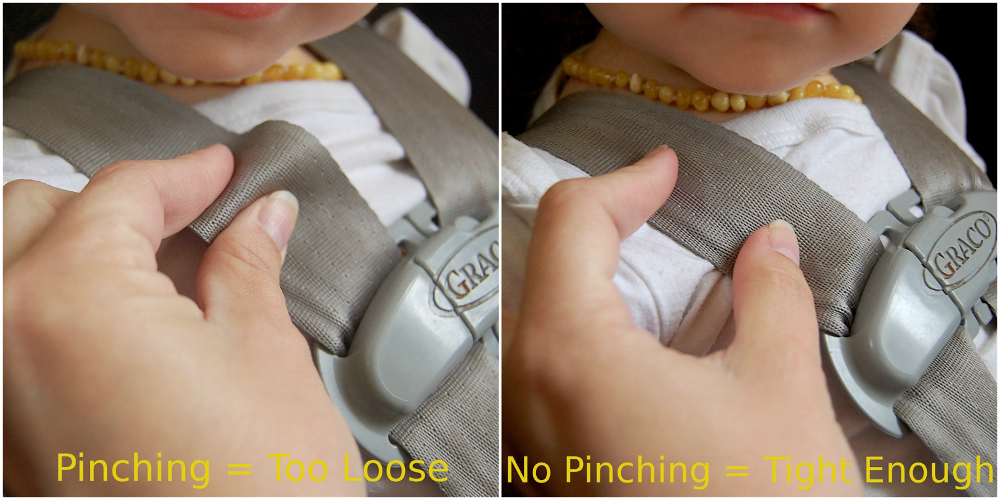 GRACO
Pinching = Too Loose
GRACO
No Pinching = Tight Enough